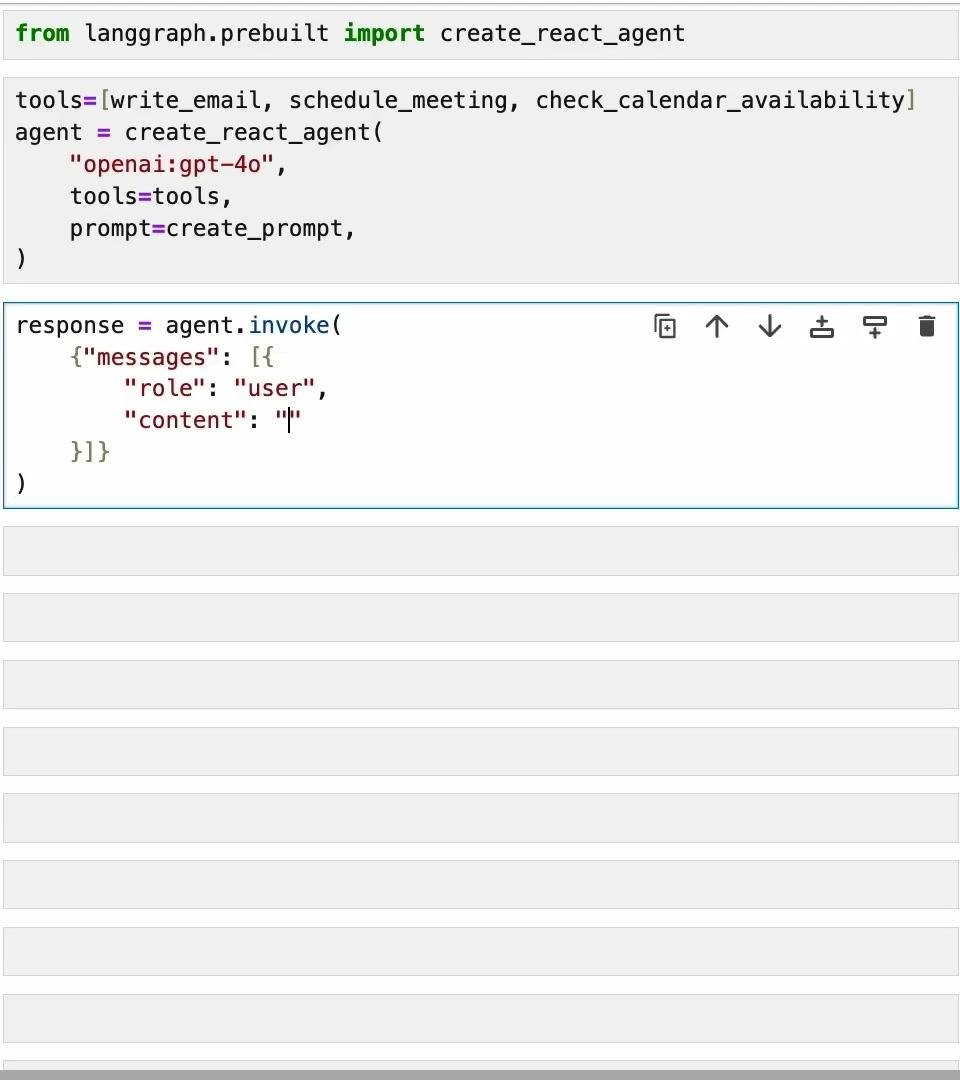 from langgraph.prebuilt import create_react_agent
tools=[write_email, schedule_meeting, check_calendar_availability]
agent = create_react_agent(
    "openai:gpt-4o",
    tools=tools,
    prompt=create_prompt,
)
response = agent.invoke(
    {"messages": [{
        "role": "user",
        "content": ""
    }]}
)